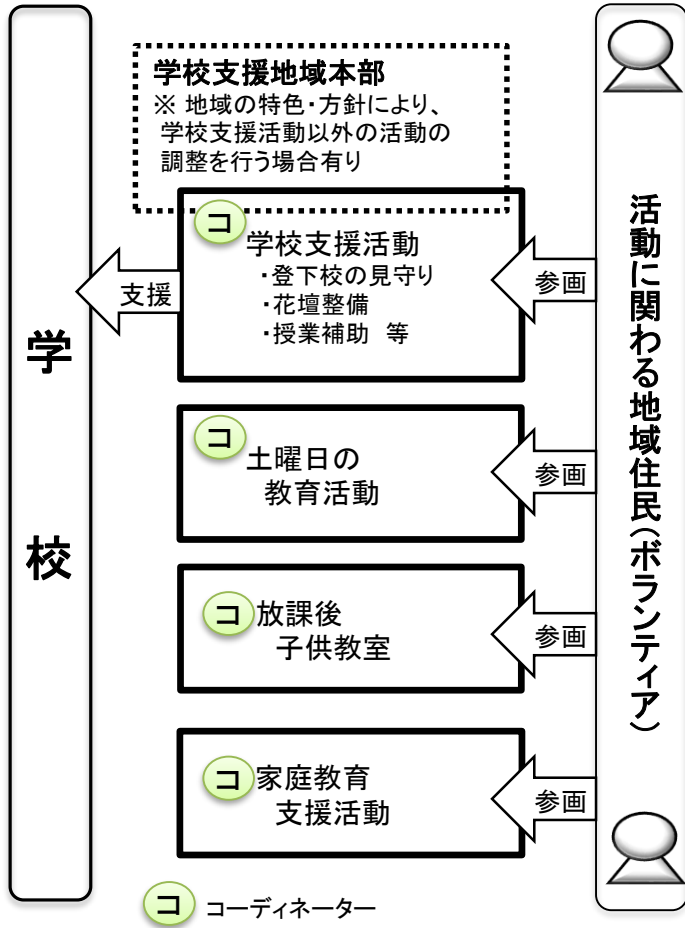 学校支援地域本部
※ 地域の特色・方針により、
学校支援活動以外の活動の
調整を行う場合有り
コ
学校支援活動
・登下校の見守り
・花壇整備
・授業補助 等
支援
参画
コ
土曜日の
教育活動
参画
コ
放課後
子供教室
参画
コ
家庭教育
支援活動
参画
学校
活動に関わる地域住民(ボランティア)
コ コーディネーター